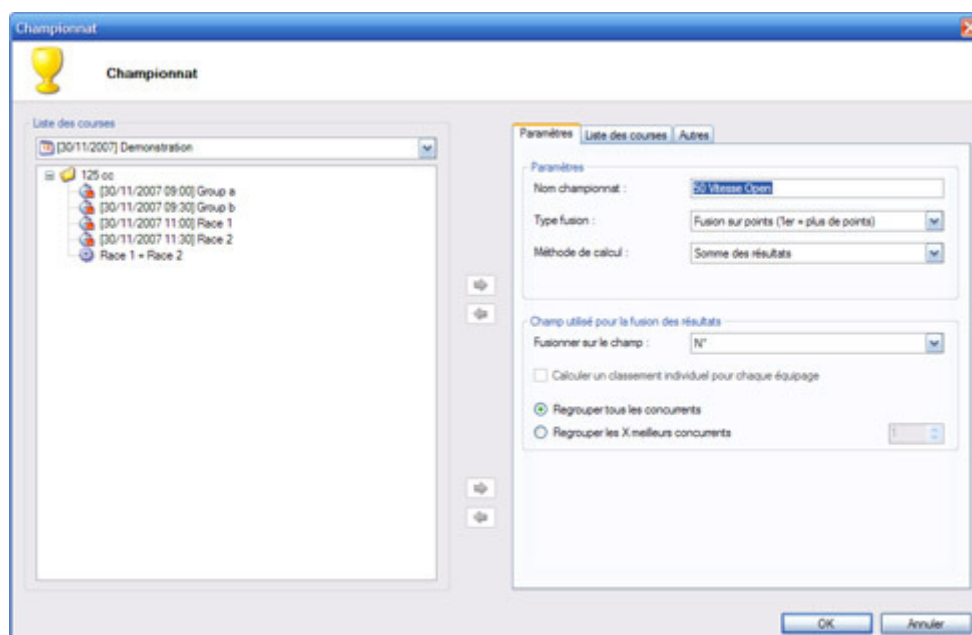 Championnat
Championnat
Liste des courses
[30/11/2007] Demonstration
125 cc
[30/11/2007 09:00] Group a
[30/11/2007 09:30] Group b
[30/11/2007 11:00] Race 1
[30/11/2007 11:30] Race 2
Race 1 + Race 2
Paramètres
Liste des courses
Autres
Paramètres
Nom championnat :
50 Vitesse Open
Type fusion :
Fusion sur points (1er = plus de points)
Méthode de calcul :
Somme des résultats
Champ utilisé pour la fusion des résultats
Fusionner sur le champ :
N°
Calculer un classement individuel pour chaque équipage
Regrouper tous les concurrents
Regrouper les X meilleurs concurrents
1
OK
Annuler